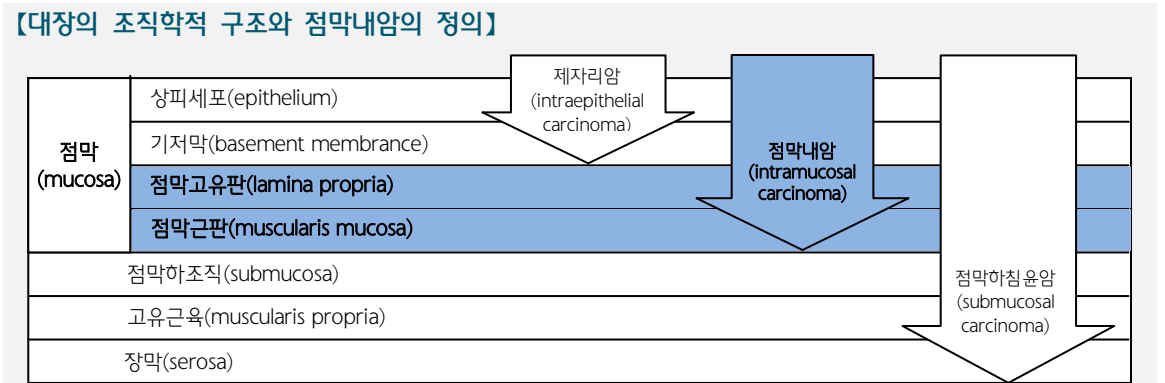 【대장의 조직학적 구조와 점막내암의 정의】
점막
(mucosa)
상피세포(epithelium)
기저막(basement membrance)
점막고유판(lamina propria)
점막근판(muscularis mucosa)
점막하조직(submucosa)
고유근육(muscularis propria)
장막(serosa)
제자리암
(intraepithelial
carcinoma)
점막내암
(intramucosal
carcinoma)
점막하침윤암
(submucosal
carcinoma)